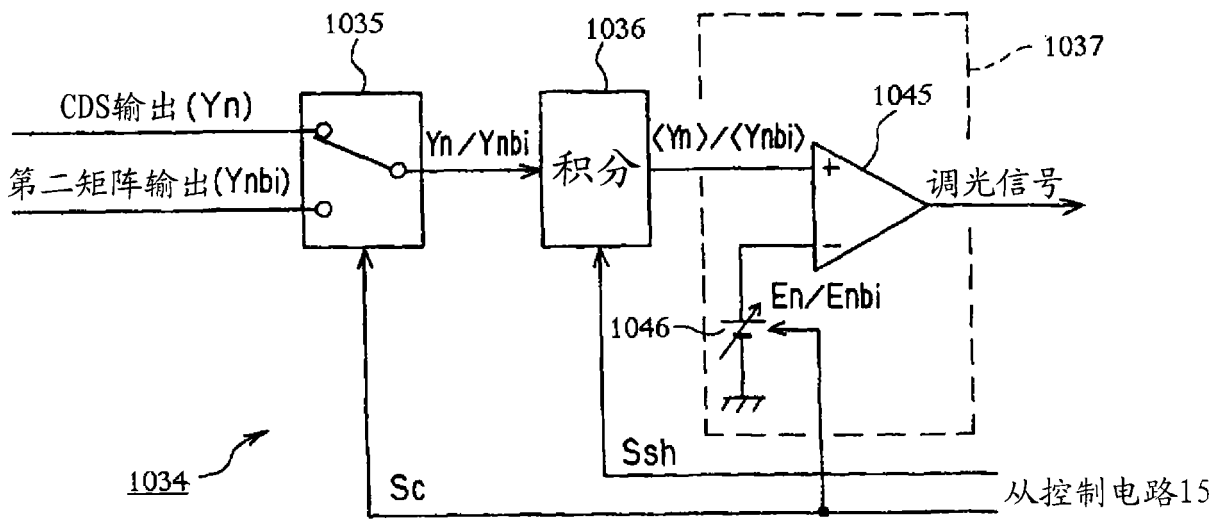 1035
1036
1037
CDS输出(Yn)
1045
Yn/Ynbi
积分
〈Yn〉/〈Ynbi〉
+
调光信号
第二矩阵输出(Ynbi)
−
En/Enbi
1046
Ssh
1034
Sc
从控制电路15